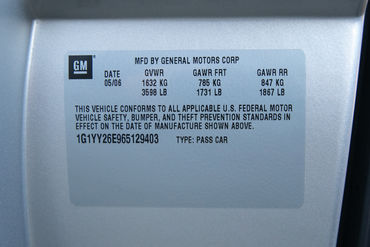 GM
MFD BY GENERAL MOTORS CORP
DATE GVWR GAWR FRT GAWR RR
05/06 1632 KG 785 KG 847 KG
3598 LB 1731 LB 1867 LB
THIS VEHICLE CONFORMS TO ALL APPLICABLE U.S. FEDERAL MOTOR
VEHICLE SAFETY, BUMPER, AND THEFT PREVENTION STANDARDS IN
EFFECT ON THE DATE OF MANUFACTURE SHOWN ABOVE.
1G1YY26E965129403 TYPE: PASS CAR